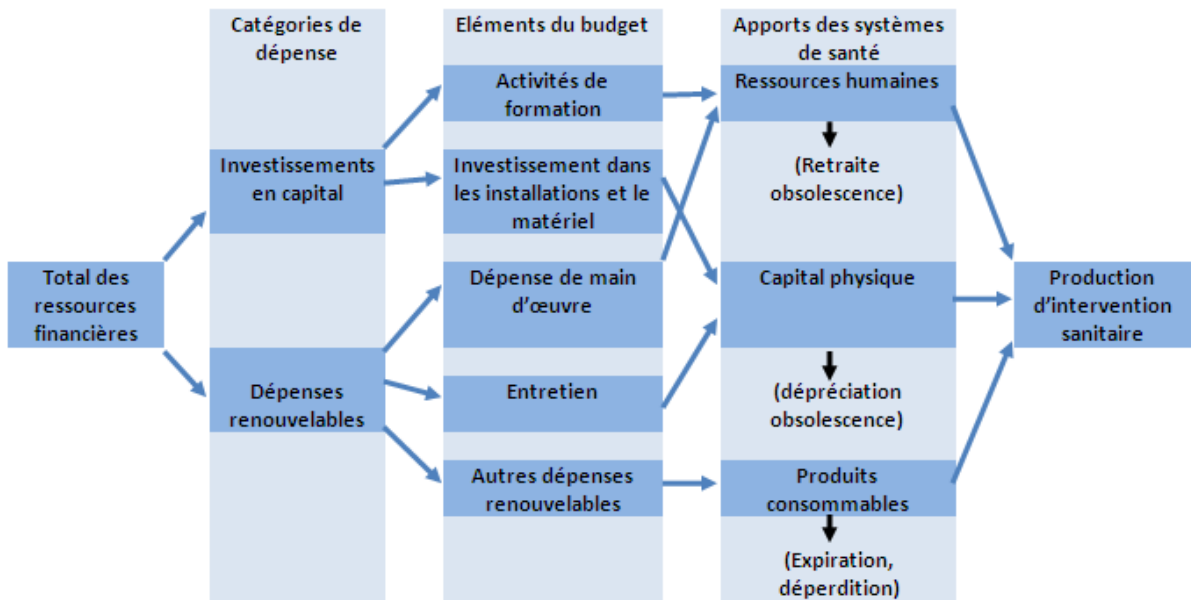 Catégories de
dépense
Eléments du budget
Apports des systèmes
de santé
Activités de
formation
Ressources humaines
Investissements
en capital
Investissement dans
les installations et le
matériel
(Retraite
obsolescence)
Total des
ressources
financières
Dépense de main
d’œuvre
Capital physique
Production
d’intervention
sanitaire
Dépenses
renouvelables
Entretien
(dépréciation
obsolescence)
Autres dépenses
renouvelables
Produits
consommables
(Expiration,
déperdition)